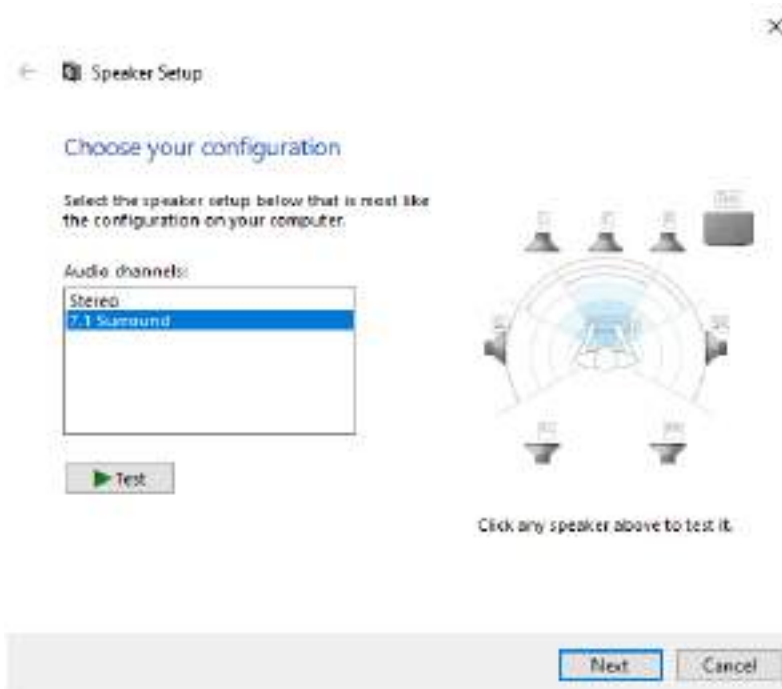 Speaker Setup
Choose your configuration
Select the speaker setup below that is most like
the configuration on your computer.
Audio channels:
Stereo
7.1 Surround
Test
Click any speaker above to test it.
Next
Cancel